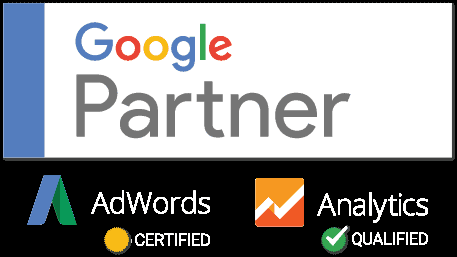 Google
Partner
AdWords
CERTIFIED
Analytics
QUALIFIED